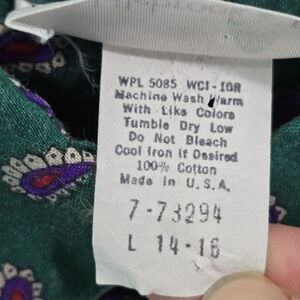 WPL 5085 WCI-10R
Machine Wash Warm
With Like Colors
Tumble Dry Low
Do Not Bleach
Cool Iron if Desired
100% Cotton
Made in U.S.A.
7-73294
L 14-16